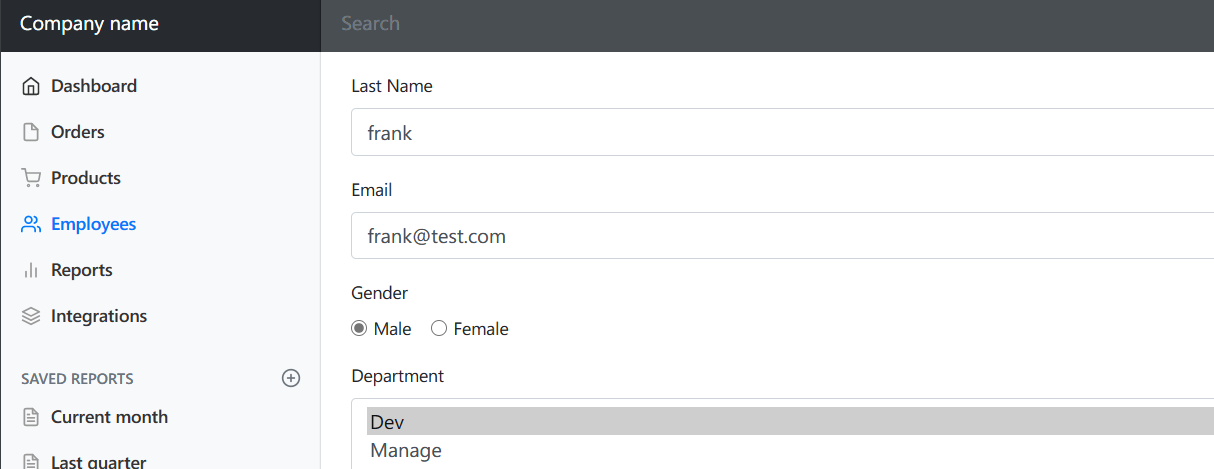 Company name
Search
Dashboard
Orders
Products
Employees
Reports
Integrations
SAVED REPORTS
Current month
Last quarter
Last Name
frank
Email
frank@test.com
Gender
Male Female
Department
Dev
Manage